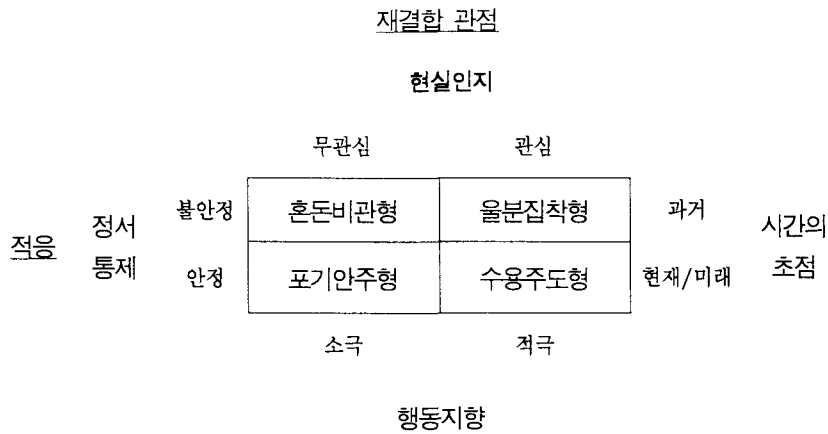 재결합 관점
현실인지
무관심 관심
불안정 혼돈비관형 울분집착형 과거
적응 정서 통제 시간의 초점
안정 포기안주형 수용주도형 현재/미래
소극 적극
행동지향